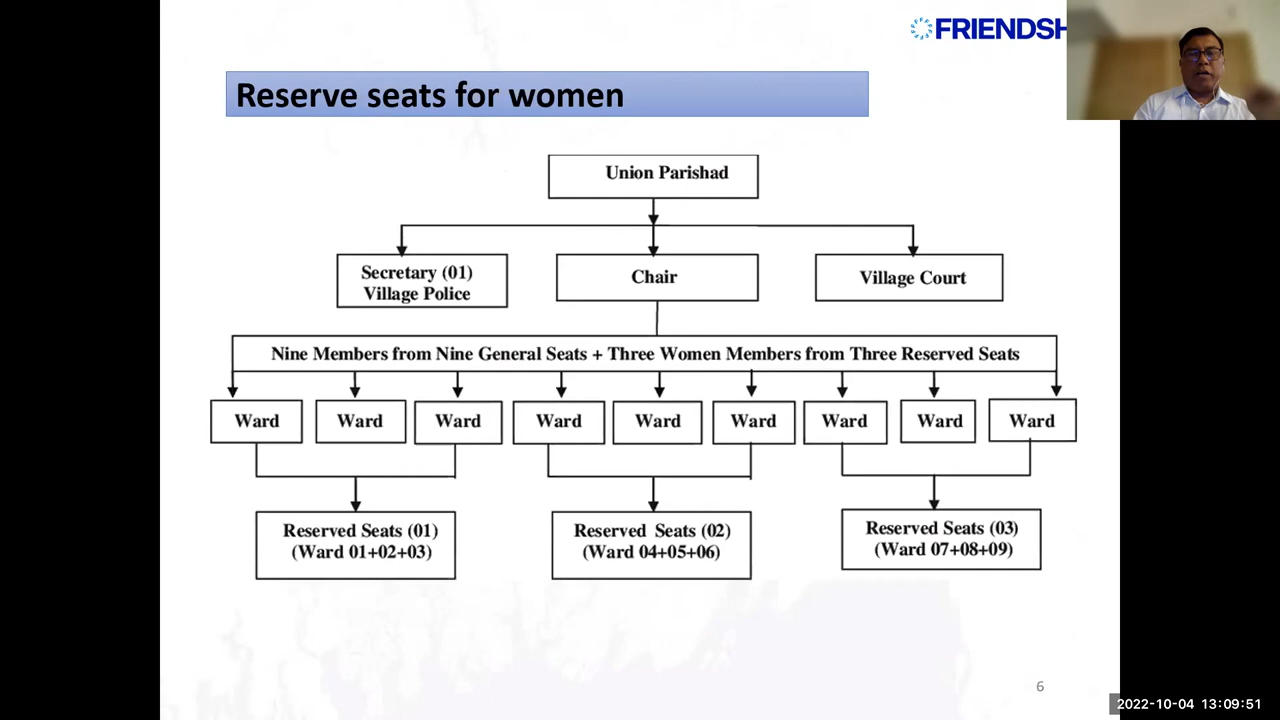 FRIENDSH
Reserve seats for women
Union Parishad
Secretary (01)
Village Police
Chair
Village Court
Nine Members from Nine General Seats + Three Women Members from Three Reserved Seats
Ward
Ward
Ward
Ward
Ward
Ward
Ward
Ward
Ward
Reserved Seats (01)
(Ward 01+02+03)
Reserved Seats (02)
(Ward 04+05+06)
Reserved Seats (03)
(Ward 07+08+09)
6
2022-10-04 13:09:51